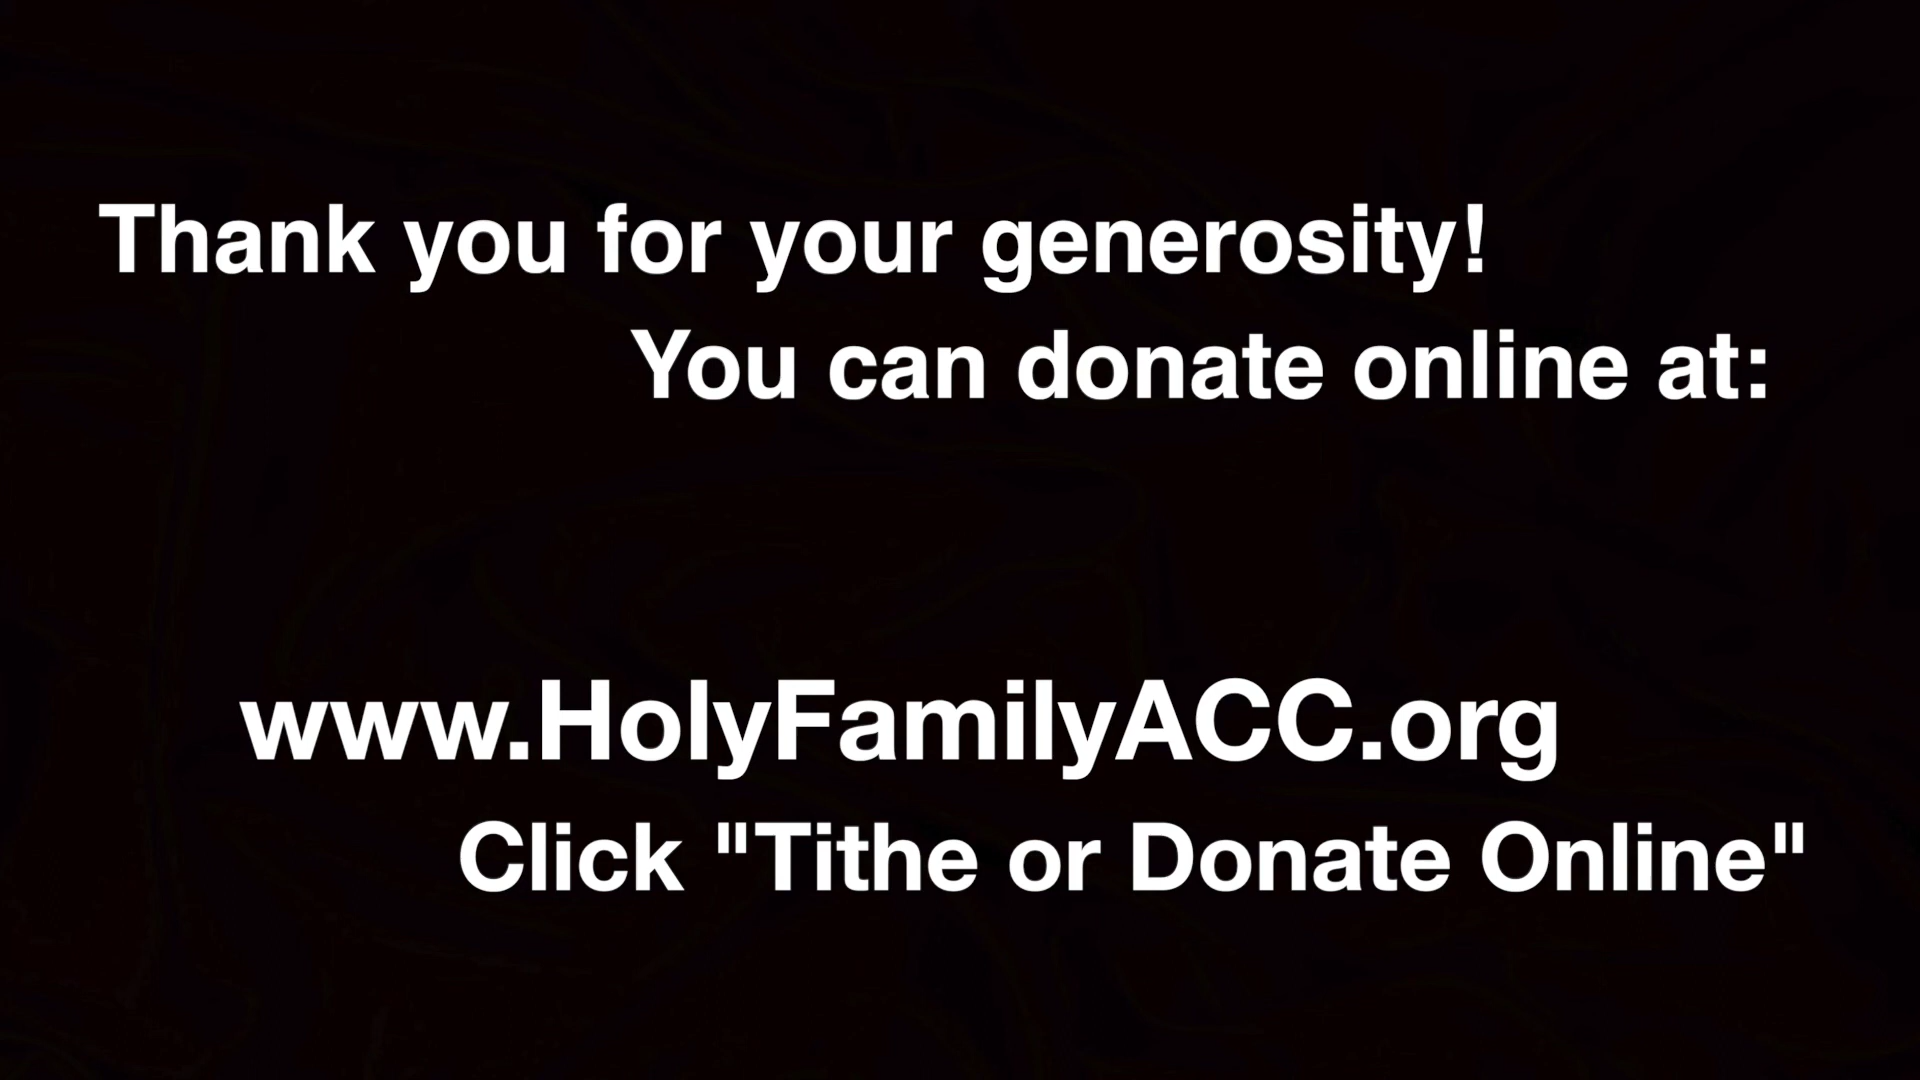 Thank you for your generosity!
You can donate online at:
www.HolyFamilyACC.org
Click "Tithe or Donate Online"